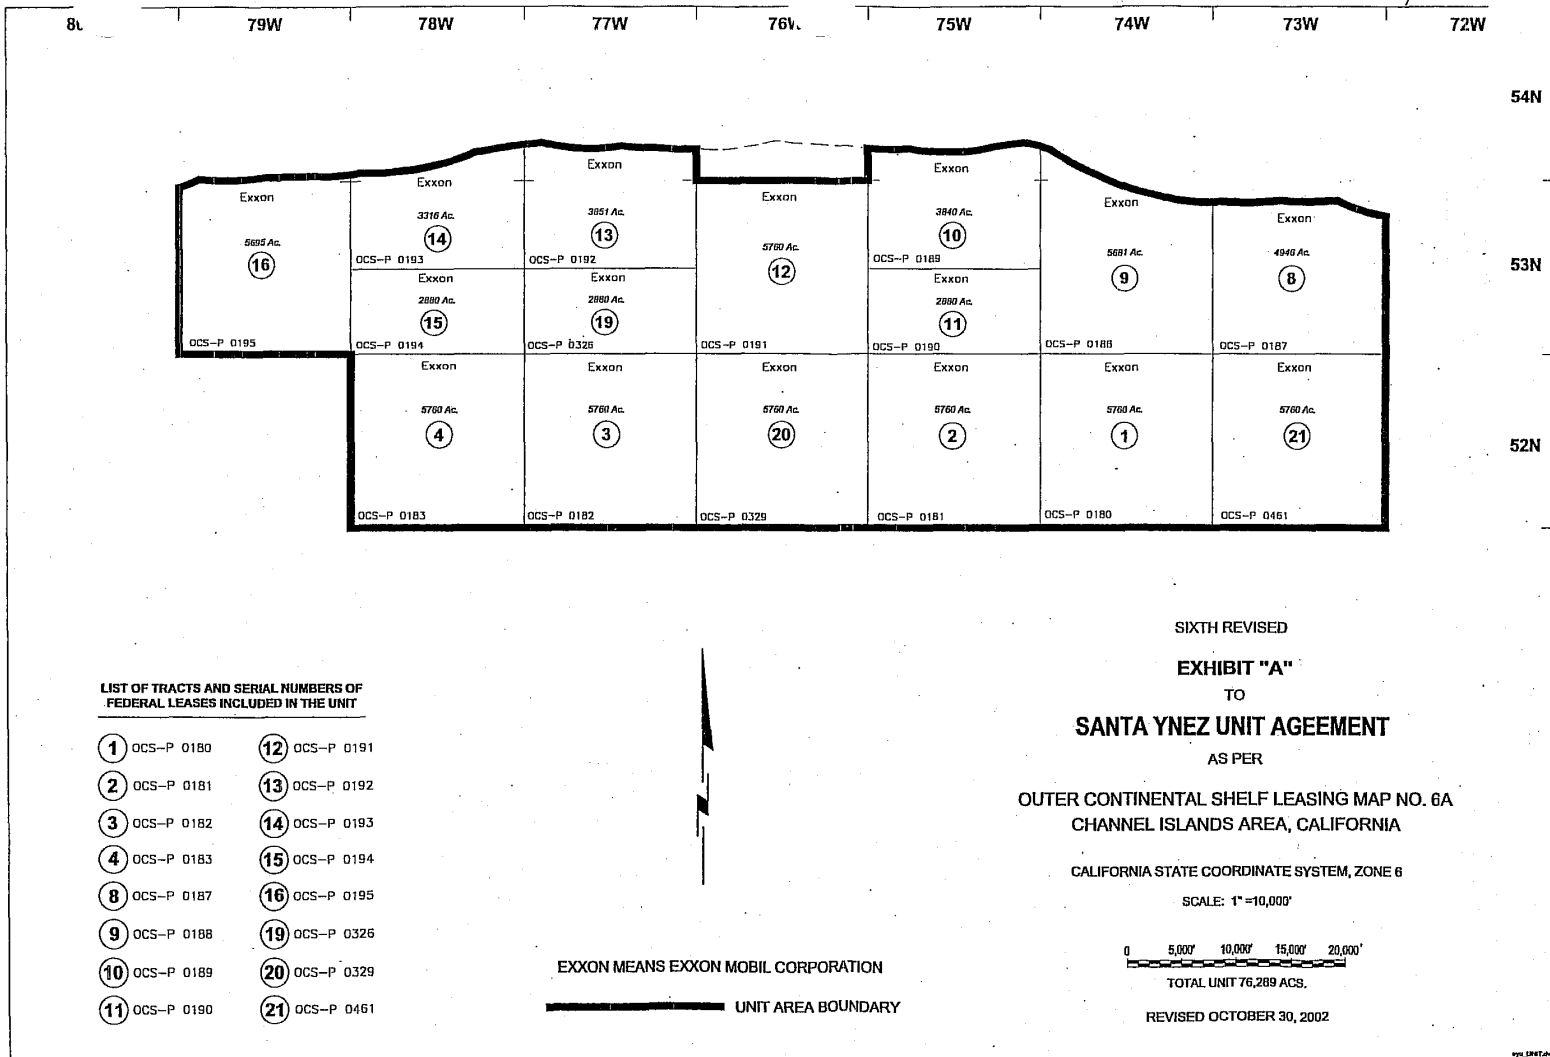 79W 78W 77W 75W 74W 73W 72W
54N
53N
52N
Exxon
5695 Ac.
16
OCS-P 0195
Exxon
3316 Ac.
14
OCS-P 0193
Exxon
2880 Ac.
15
OCS-P 0194
Exxon
3851 Ac.
13
OCS-P 0192
Exxon
2880 Ac.
19
OCS-P 0326
Exxon
5760 Ac.
12
OCS-P 0191
Exxon
3840 Ac.
10
OCS-P 0189
Exxon
2880 Ac.
11
OCS-P 0190
Exxon
5681 Ac.
9
OCS-P 0188
Exxon
4946 Ac.
8
OCS-P 0187
Exxon
5760 Ac.
4
OCS-P 0183
Exxon
5760 Ac.
3
OCS-P 0182
Exxon
5760 Ac.
20
OCS-P 0329
Exxon
5760 Ac.
2
OCS-P 0181
Exxon
5760 Ac.
1
OCS-P 0180
Exxon
5760 Ac.
21
OCS-P 0461
LIST OF TRACTS AND SERIAL NUMBERS OF
FEDERAL LEASES INCLUDED IN THE UNIT
1 OCS-P 0180
2 OCS-P 0181
3 OCS-P 0182
4 OCS-P 0183
8 OCS-P 0187
9 OCS-P 0188
10 OCS-P 0189
11 OCS-P 0190
12 OCS-P 0191
13 OCS-P 0192
14 OCS-P 0193
15 OCS-P 0194
16 OCS-P 0195
19 OCS-P 0326
20 OCS-P 0329
21 OCS-P 0461
EXXON MEANS EXXON MOBIL CORPORATION
UNIT AREA BOUNDARY
SIXTH REVISED
EXHIBIT "A"
TO
SANTA YNEZ UNIT AGEEMENT
AS PER
OUTER CONTINENTAL SHELF LEASING MAP NO. 6A
CHANNEL ISLANDS AREA, CALIFORNIA
CALIFORNIA STATE COORDINATE SYSTEM, ZONE 6
SCALE: 1" =10,000'
0 5,000' 10,000' 15,000' 20,000'
TOTAL UNIT 76,289 ACS.
REVISED OCTOBER 30, 2002